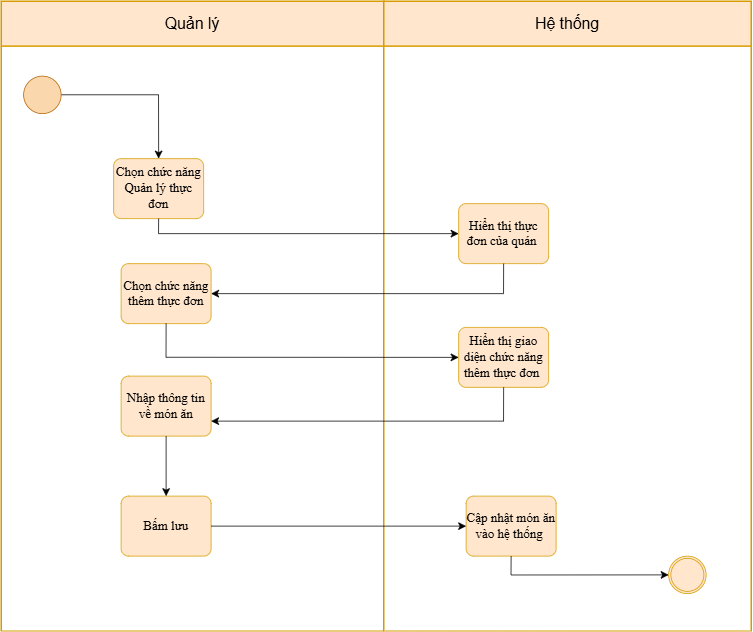 Quản lý
Hệ thống
Chọn chức năng
Quản lý thực
đơn
Hiển thị thực
đơn của quán
Chọn chức năng
thêm thực đơn
Hiển thị giao
diện chức năng
thêm thực đơn
Nhập thông tin
về món ăn
Bấm lưu
Cập nhật món ăn
vào hệ thống